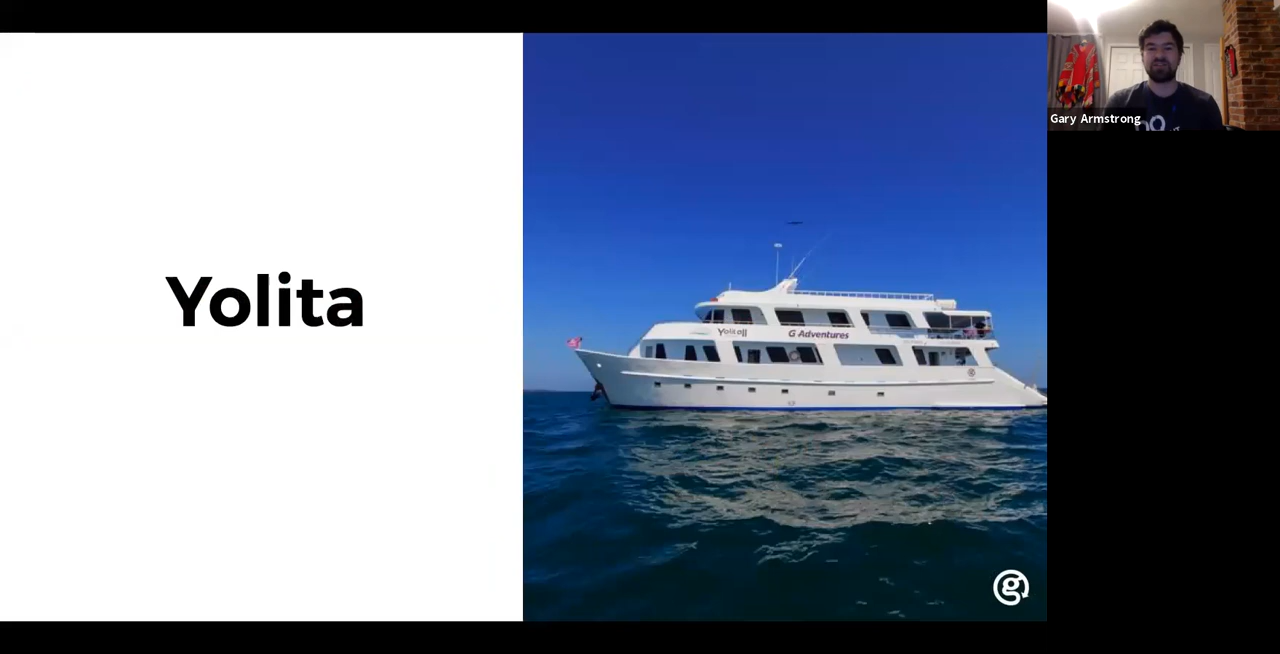 Yolita
Yolita II
G Adventures
g
Gary Armstrong